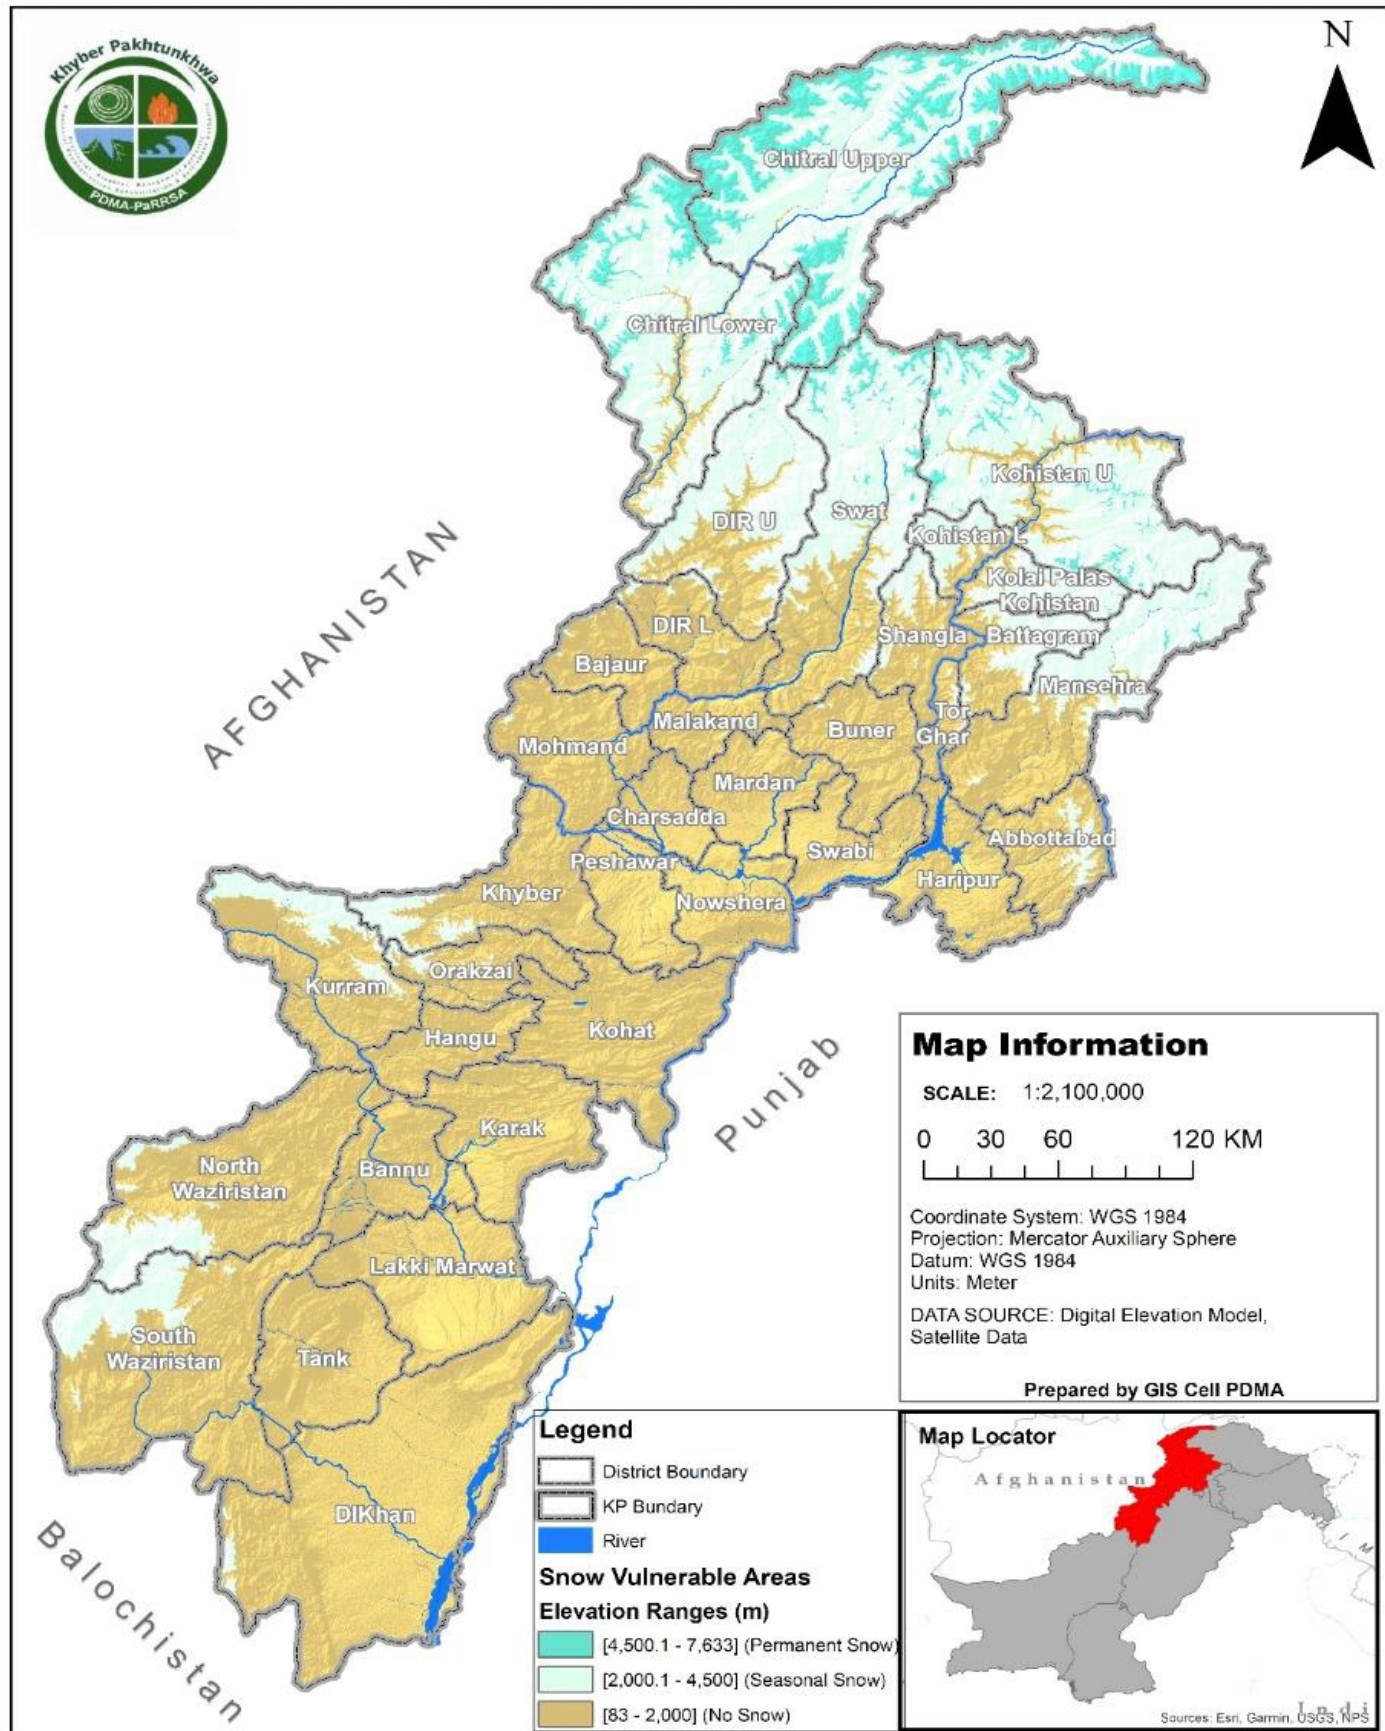 Khyber Pakhtunkhwa
PDMA-PaRRSA
N
Chitral Upper
Chitral Lower
Kohistan U
DIR U
Swat
Kohistan L
Kolai Palas
Kohistan
DIR L
Shangla
Battagram
Bajaur
Mansehra
Malakand
Buner
Tor
Ghar
Mohmand
Mardan
Charsadda
Abbottabad
Swabi
Peshawar
Haripur
Khyber
Nowshera
Orakzai
Kurram
Hangu
Kohat
Karak
North
Waziristan
Bannu
Lakki Marwat
South
Waziristan
Tank
DIKhan
AFGHANISTAN
Punjab
Balochistan
Map Information
SCALE: 1:2,100,000
0 30 60 120 KM
Coordinate System: WGS 1984
Projection: Mercator Auxiliary Sphere
Datum: WGS 1984
Units: Meter
DATA SOURCE: Digital Elevation Model,
Satellite Data
Prepared by GIS Cell PDMA
Legend
District Boundary
KP Bundary
River
Snow Vulnerable Areas
Elevation Ranges (m)
[4,500.1 - 7,633] (Permanent Snow)
[2,000.1 - 4,500] (Seasonal Snow)
[83 - 2,000] (No Snow)
Map Locator
Afghanistan
I M
Indi
Sources: Esri, Garmin, USGS, NPS